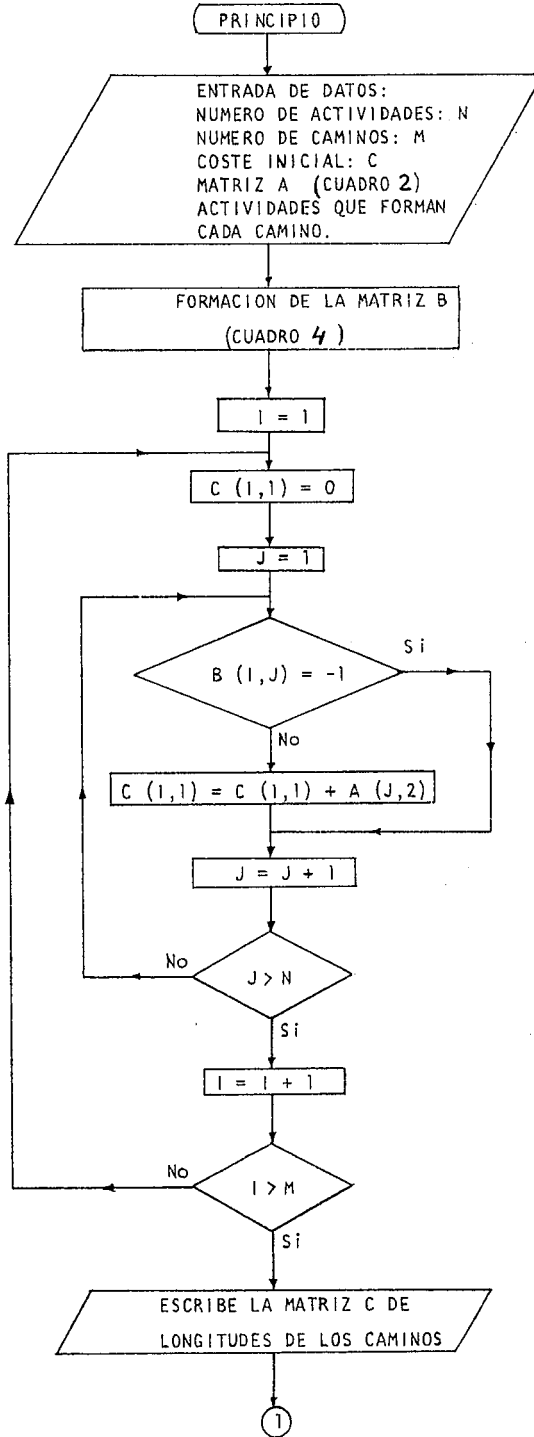 PRINCIPIO
ENTRADA DE DATOS:
NUMERO DE ACTIVIDADES: N
NUMERO DE CAMINOS: M
COSTE INICIAL: C
MATRIZ A (CUADRO 2)
ACTIVIDADES QUE FORMAN
CADA CAMINO.
FORMACION DE LA MATRIZ B
(CUADRO 4)
I = 1
C (I,1) = 0
J = 1
B (I,J) = -1
Si
No
C (I,1) = C (I,1) + A (J,2)
J = J + 1
J > N
No
Si
I = I + 1
I > M
No
Si
ESCRIBE LA MATRIZ C DE
LONGITUDES DE LOS CAMINOS
1